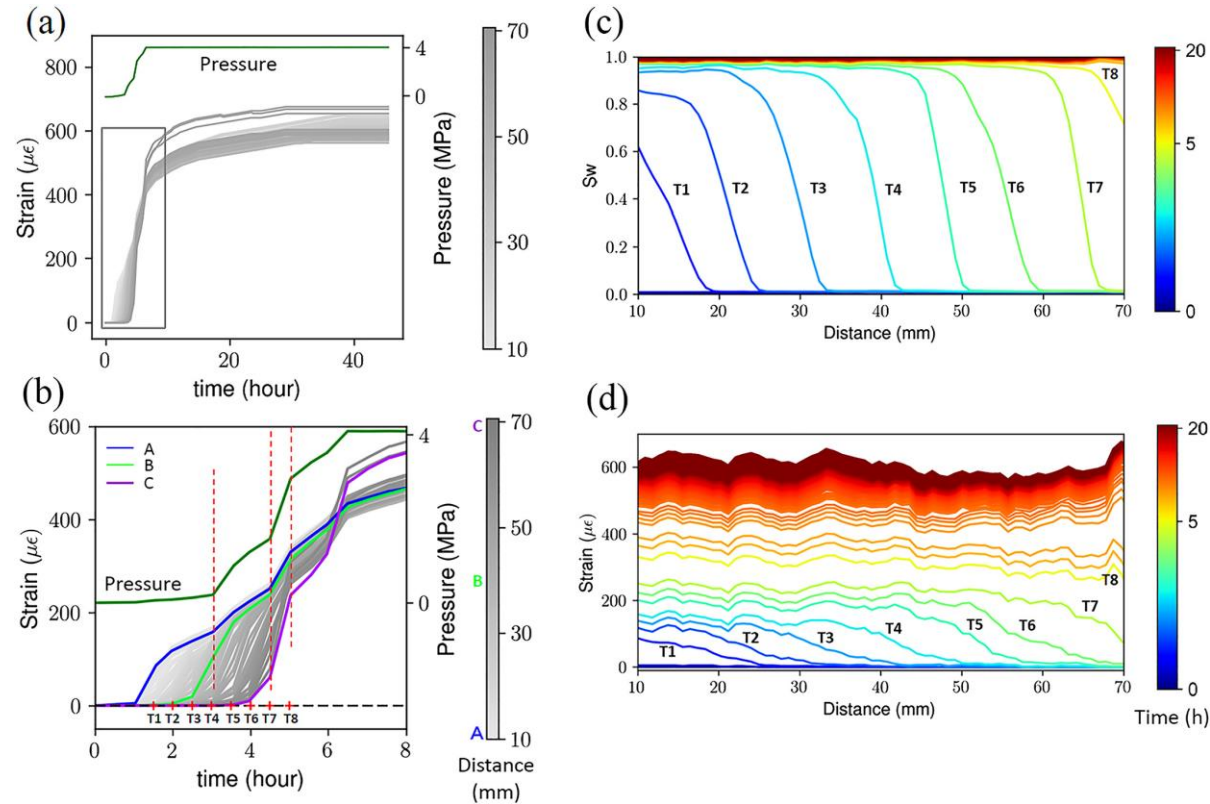 (a)
800
600
400
200
0
Strain (με)
0 20 40
time (hour)
Pressure
4
0
Pressure (MPa)
70
50
30
10
(b)
600
400
200
0
Strain (με)
A
B
C
Pressure
T1 T2 T3 T4 T5 T6 T7 T8
0 2 4 6 8
time (hour)
4
0
Pressure (MPa)
C
B
A
70
50
30
10
Distance
(mm)
(c)
1.0
0.8
0.6
0.4
0.2
0.0
Sw
T1 T2 T3 T4 T5 T6 T7 T8
10 20 30 40 50 60 70
Distance (mm)
20
5
0
(d)
600
500
400
300
200
100
0
Strain (με)
T1 T2 T3 T4 T5 T6 T7 T8
10 20 30 40 50 60 70
Distance (mm)
20
5
0
Time (h)